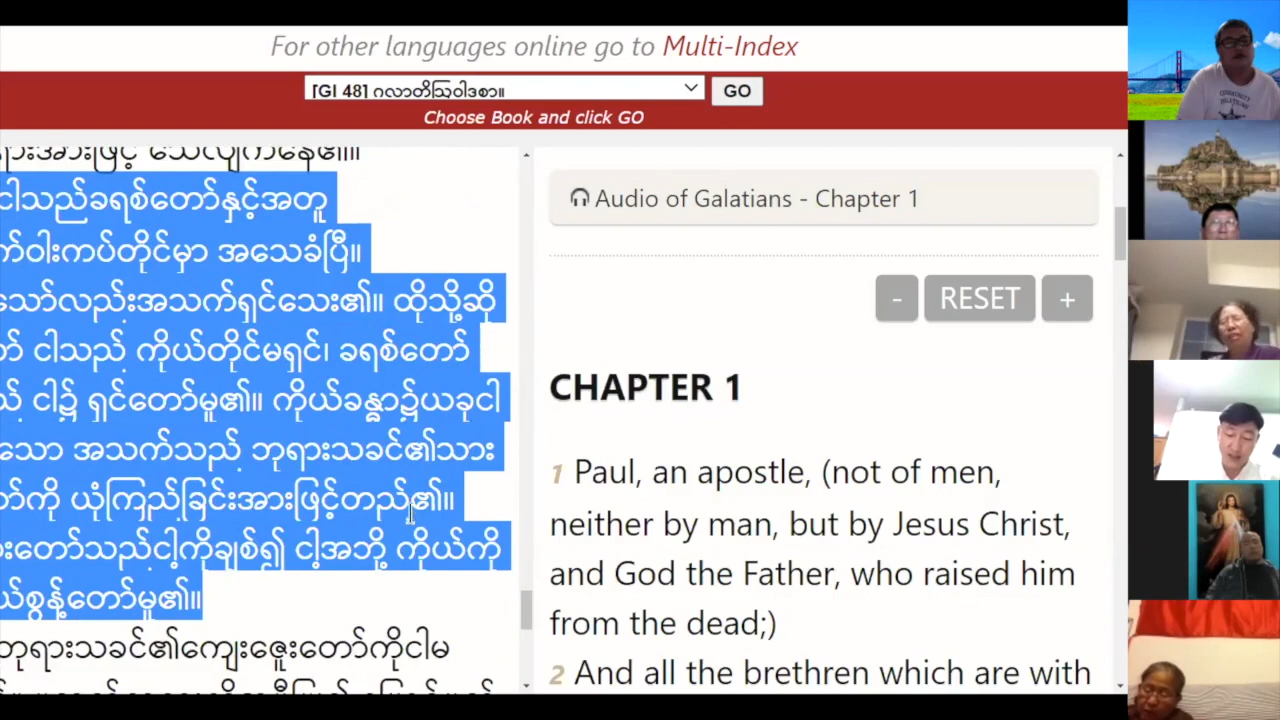 For other languages online go to Multi-Index
[GI 48] ဂလာတိဩဝါဒစာ။
GO
Choose Book and click GO
သေလျက်နေ၏။
ငါသည်ခရစ်တော်နှင့်အတူ
က်ဝါးကပ်တိုင်မှာ အသေခံပြီ။
သော်လည်းအသက်ရှင်သေး၏။ ထိုသို့ဆို
ငါသည် ကိုယ်တိုင်မရှင်၊ ခရစ်တော်
ငါ၌ ရှင်တော်မူ၏။ ကိုယ်ခန္ဓာ၌ယခုငါ
သော အသက်သည် ဘုရားသခင်၏သား
ယုံကြည်ခြင်းအားဖြင့်တည်၏။
းတော်သည်ငါ့ကိုချစ်၍ ငါ့အဘို့ ကိုယ်ကို
ယ်စွန့်တော်မူ၏။
ဘုရားသခင်၏ကျေးဇူးတော်ကိုငါမ
Audio of Galatians - Chapter 1
- RESET +
CHAPTER 1
1 Paul, an apostle, (not of men,
neither by man, but by Jesus Christ,
and God the Father, who raised him
from the dead;)
2 And all the brethren which are with